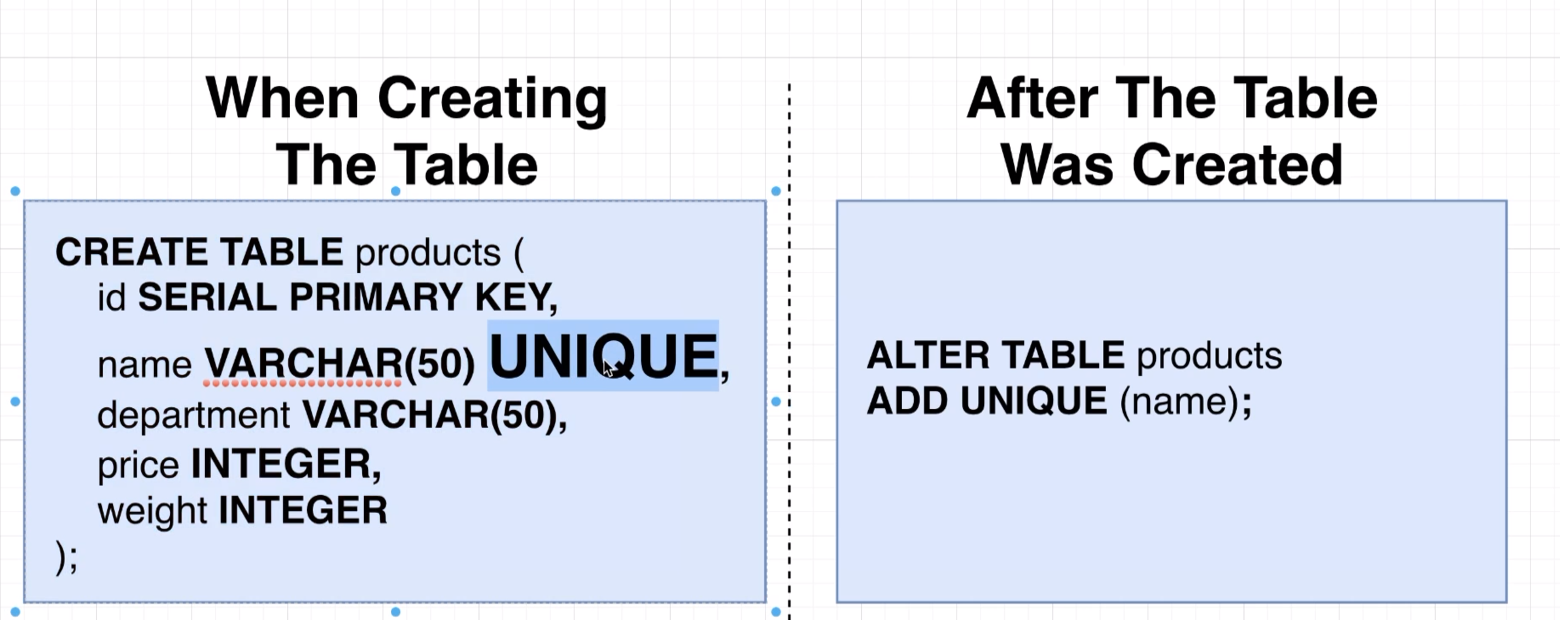 When Creating
The Table
CREATE TABLE products (
id SERIAL PRIMARY KEY,
name VARCHAR(50) UNIQUE,
department VARCHAR(50),
price INTEGER,
weight INTEGER
);
After The Table
Was Created
ALTER TABLE products
ADD UNIQUE (name);